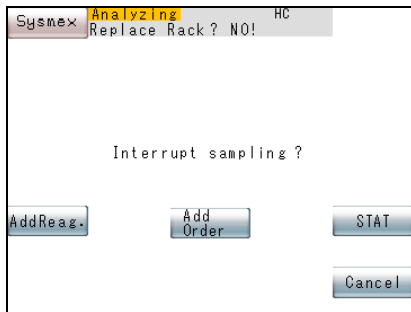 Sysmex
Analyzing HC
Replace Rack? NO!
Interrupt sampling ?
AddReag.
Add
Order
STAT
Cancel